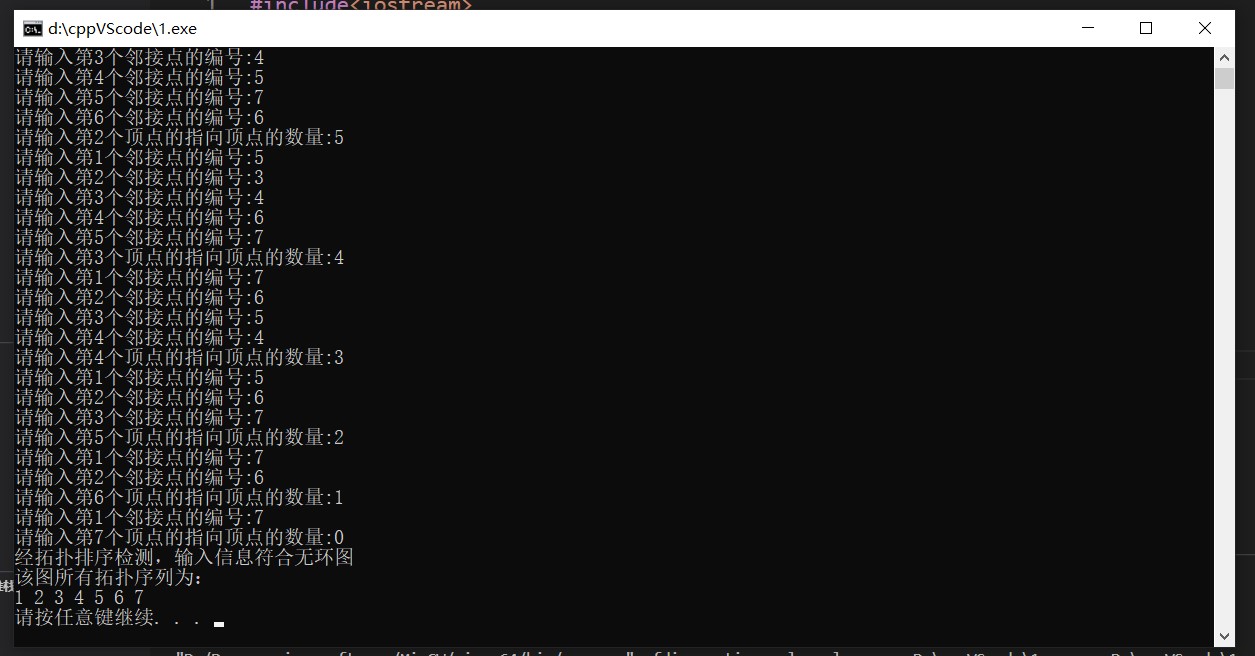 #include<iostream>
d:\cppVScode\1.exe
请输入第3个邻接点的编号:4
请输入第4个邻接点的编号:5
请输入第5个邻接点的编号:7
请输入第6个邻接点的编号:6
请输入第2个顶点的指向顶点的数量:5
请输入第1个邻接点的编号:5
请输入第2个邻接点的编号:3
请输入第3个邻接点的编号:4
请输入第4个邻接点的编号:6
请输入第5个邻接点的编号:7
请输入第3个顶点的指向顶点的数量:4
请输入第1个邻接点的编号:7
请输入第2个邻接点的编号:6
请输入第3个邻接点的编号:5
请输入第4个邻接点的编号:4
请输入第4个顶点的指向顶点的数量:3
请输入第1个邻接点的编号:5
请输入第2个邻接点的编号:6
请输入第3个邻接点的编号:7
请输入第5个顶点的指向顶点的数量:2
请输入第1个邻接点的编号:7
请输入第2个邻接点的编号:6
请输入第6个顶点的指向顶点的数量:1
请输入第1个邻接点的编号:7
请输入第7个顶点的指向顶点的数量:0
经拓扑排序检测，输入信息符合无环图
该图所有拓扑序列为:
1 2 3 4 5 6 7
请按任意键继续. . .